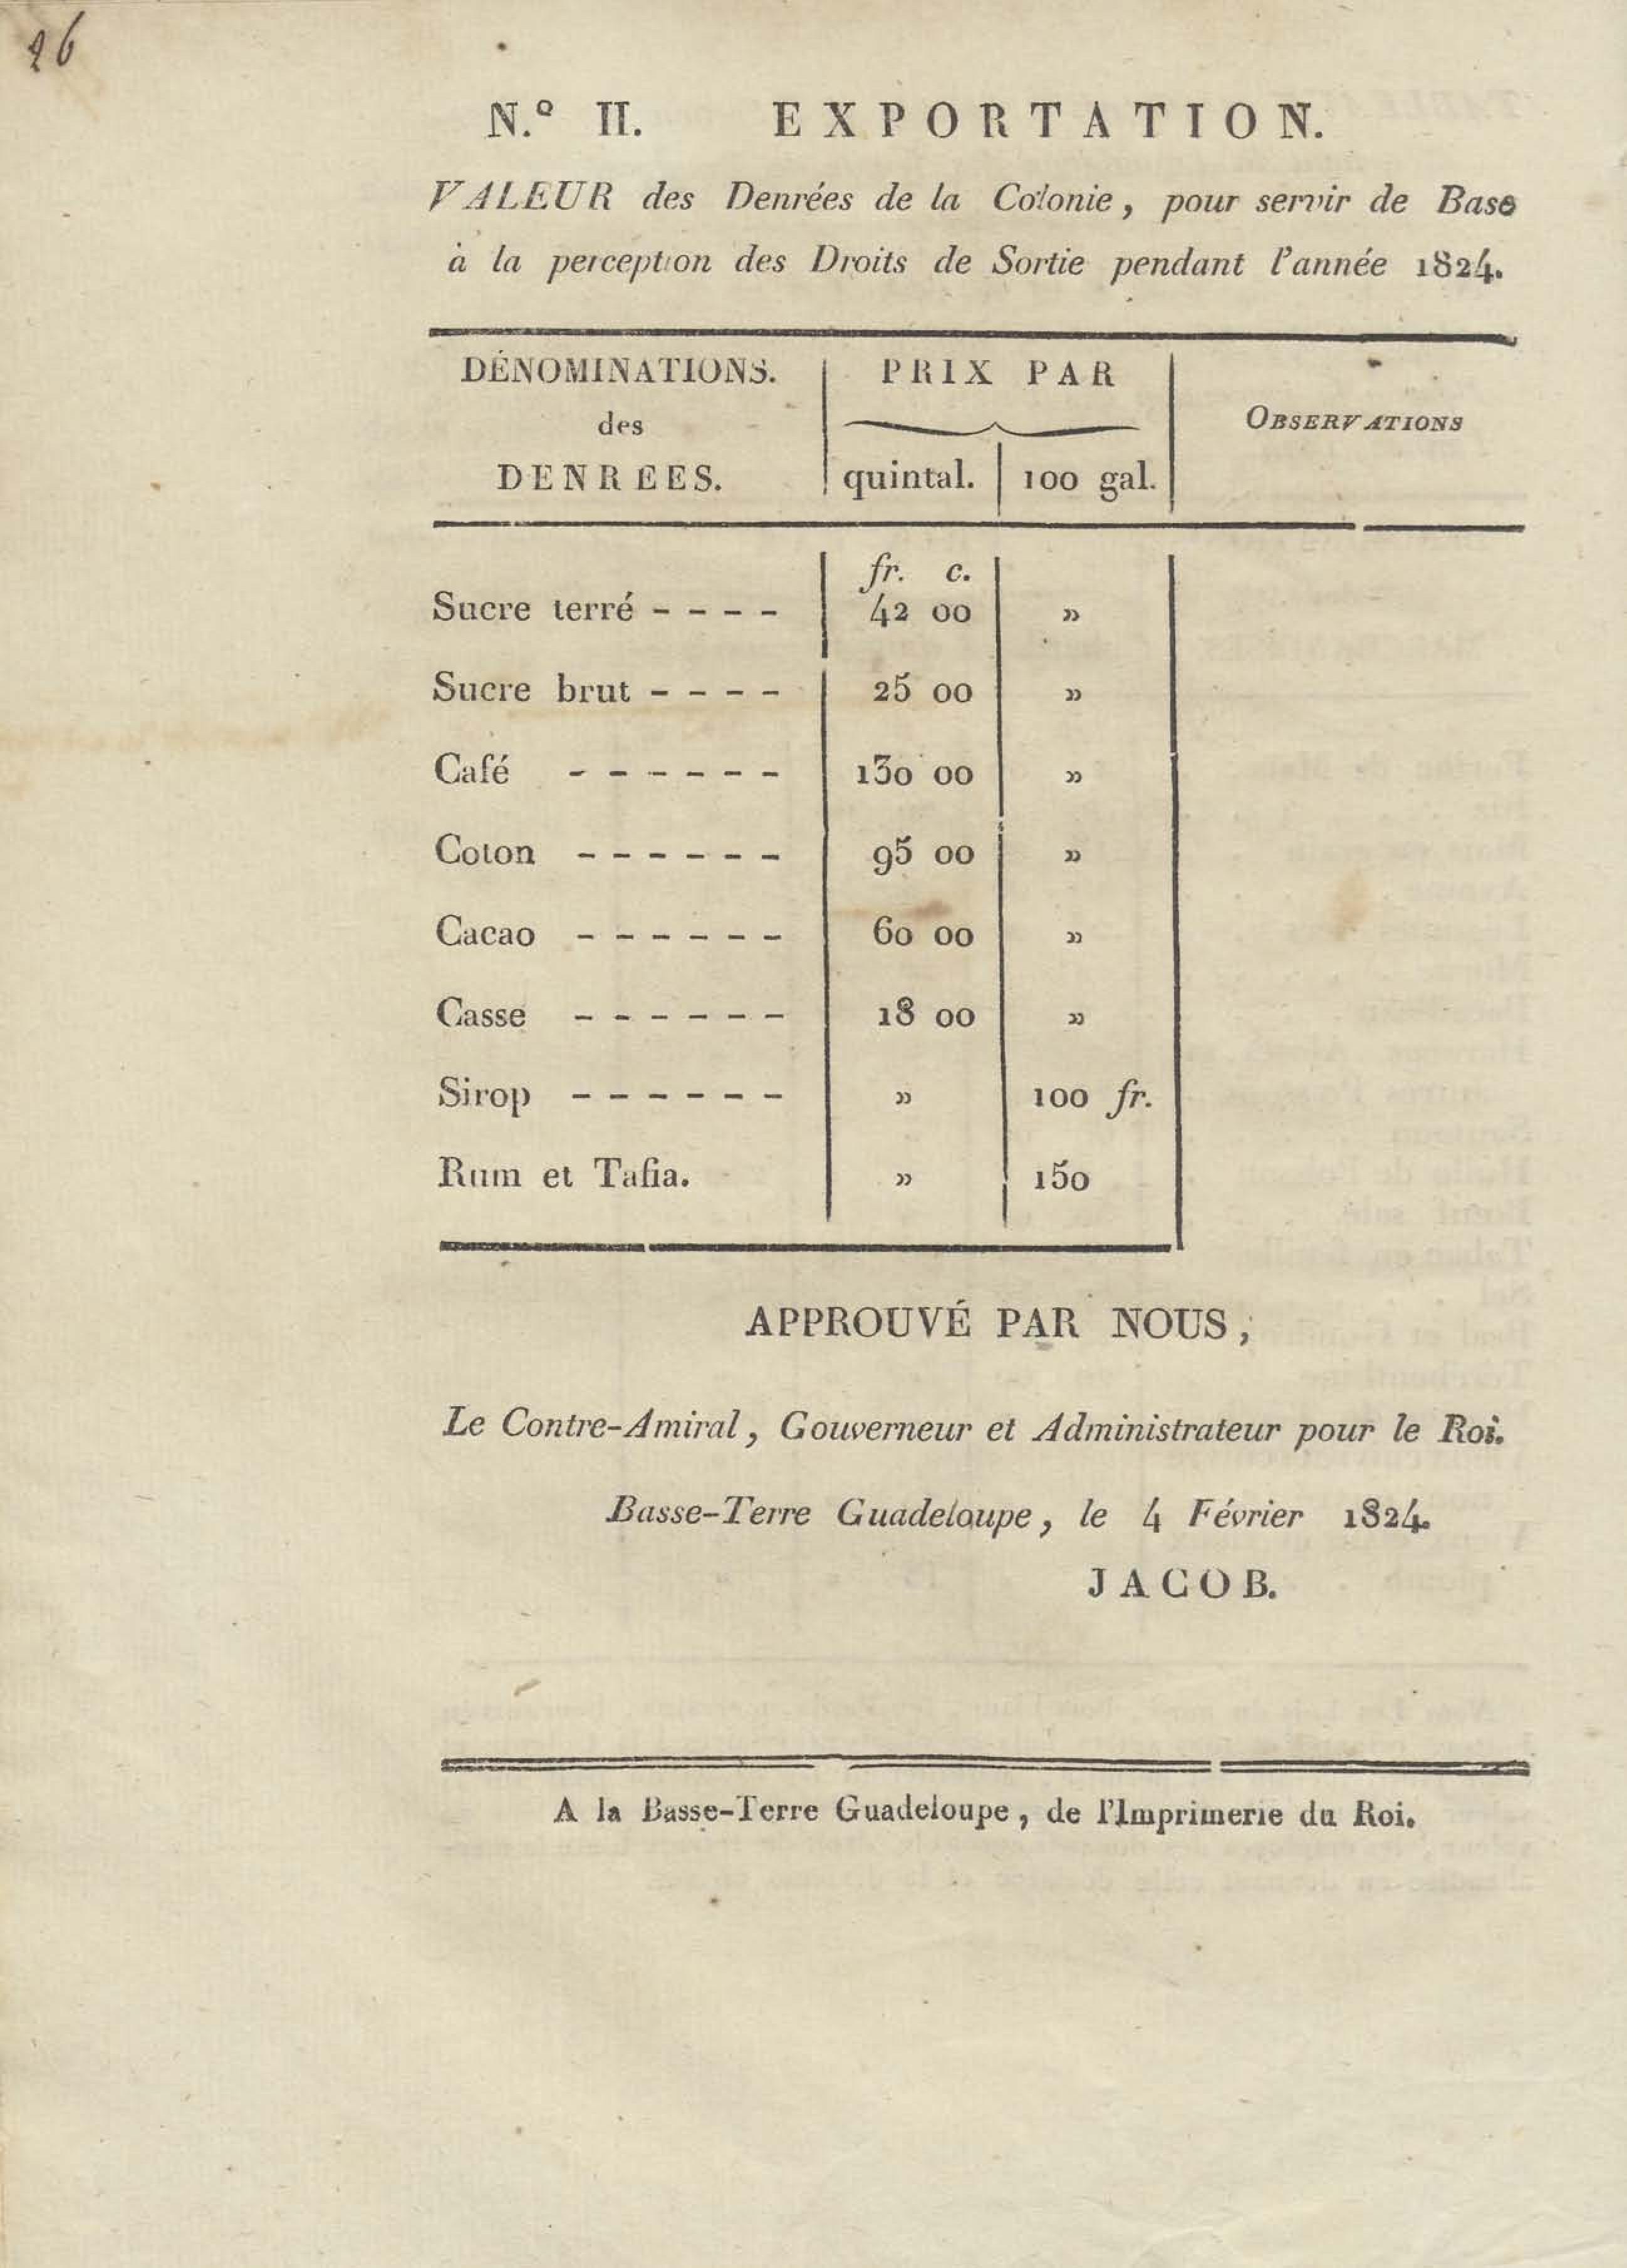 26
N.º II. EXPORTATION.
VALEUR des Denrées de la Colonie, pour servir de Base
à la perception des Droits de Sortie pendant l'année 1824.
DÉNOMINATIONS. PRIX PAR
des OBSERVATIONS
DENREES. quintal. 100 gal.
fr. c.
Sucre terré - - - - 42 00 »
Sucre brut - - - - 25 00 »
Café - - - - - - 130 00 »
Coton - - - - - - 95 00 »
Cacao - - - - - - 60 00 »
Casse - - - - - - 18 00 »
Sirop - - - - - - » 100 fr.
Rum et Tafia. » 150
APPROUVÉ PAR NOUS,
Le Contre-Amiral, Gouverneur et Administrateur pour le Roi.
Basse-Terre Guadeloupe, le 4 Février 1824.
JACOB.
A la Basse-Terre Guadeloupe, de l'Imprimerie du Roi.